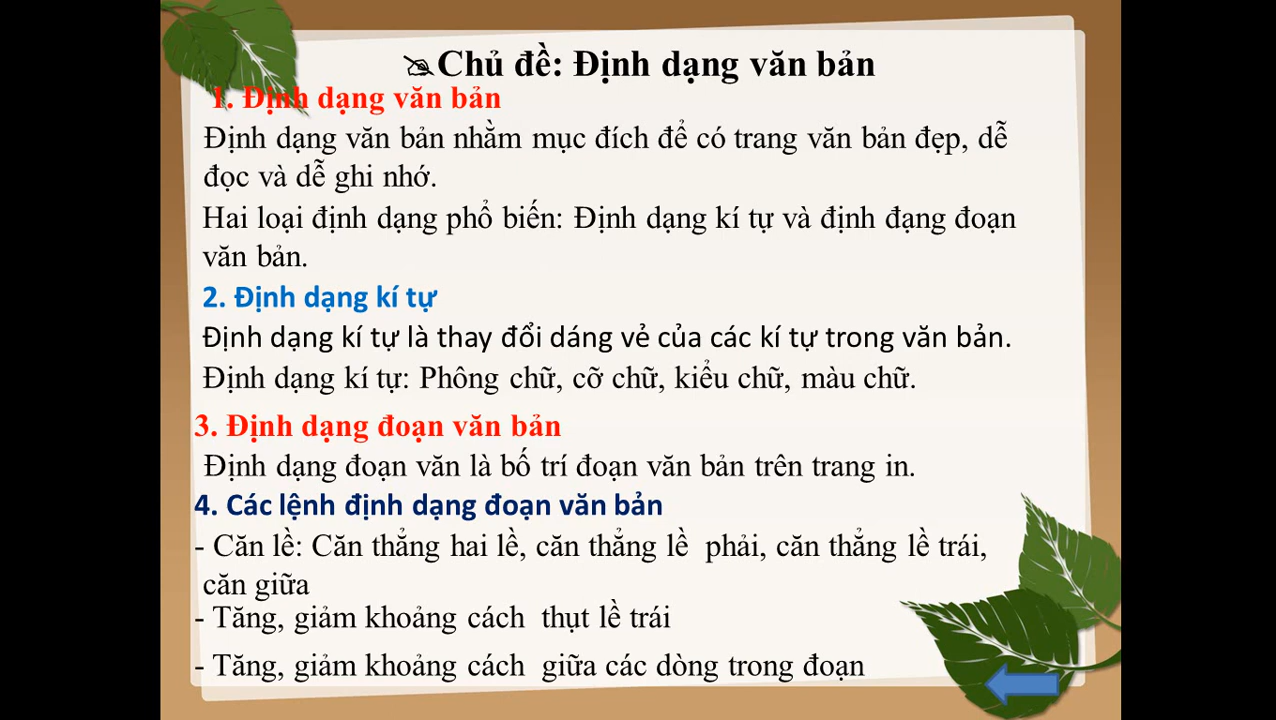 Chủ đề: Định dạng văn bản
1. Định dạng văn bản
Định dạng văn bản nhằm mục đích để có trang văn bản đẹp, dễ
đọc và dễ ghi nhớ.
Hai loại định dạng phổ biến: Định dạng kí tự và định đạng đoạn
văn bản.
2. Định dạng kí tự
Định dạng kí tự là thay đổi dáng vẻ của các kí tự trong văn bản.
Định dạng kí tự: Phông chữ, cỡ chữ, kiểu chữ, màu chữ.
3. Định dạng đoạn văn bản
Định dạng đoạn văn là bố trí đoạn văn bản trên trang in.
4. Các lệnh định dạng đoạn văn bản
- Căn lề: Căn thẳng hai lề, căn thẳng lề phải, căn thẳng lề trái,
căn giữa
- Tăng, giảm khoảng cách thụt lề trái
- Tăng, giảm khoảng cách giữa các dòng trong đoạn